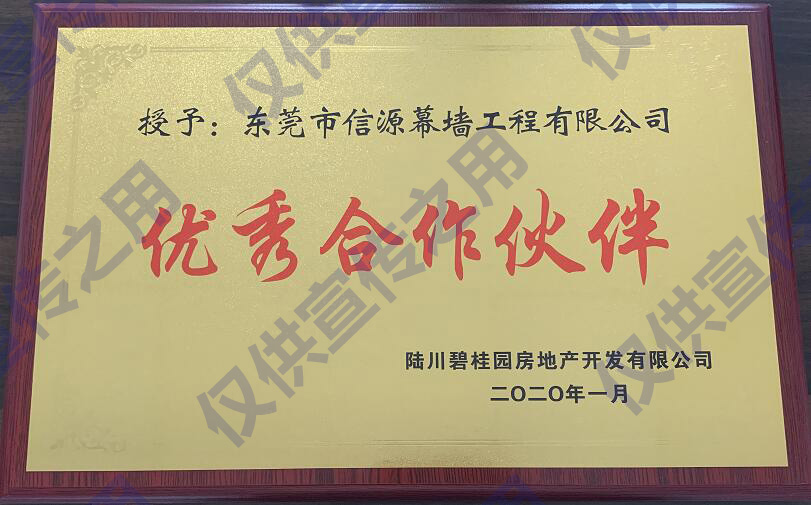 授予：东莞市信源幕墙工程有限公司
优秀合作伙伴
陆川碧桂园房地产开发有限公司
二〇二〇年一月
仅供宣传之用